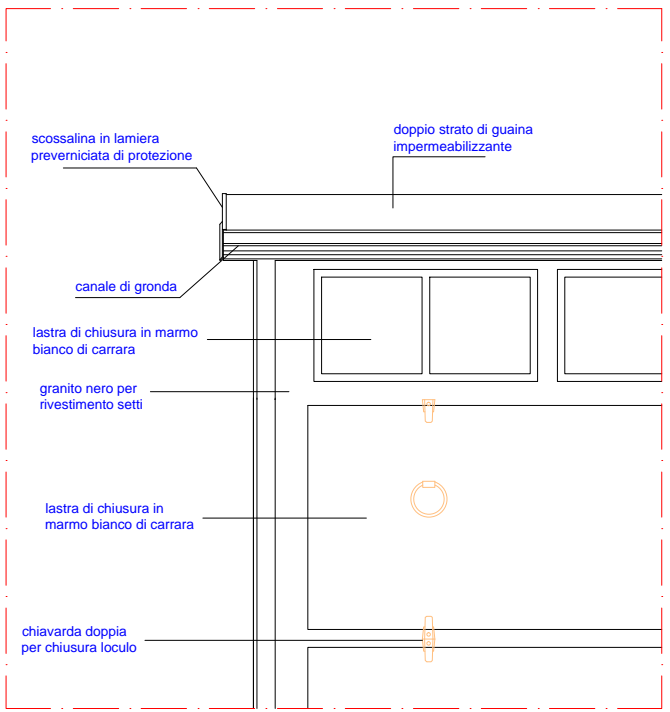 doppio strato di guaina
impermeabilizzante
scossalina in lamiera
preverniciata di protezione
canale di gronda
lastra di chiusura in marmo
bianco di carrara
granito nero per
rivestimento setti
lastra di chiusura in
marmo bianco di carrara
chiavarda doppia
per chiusura loculo